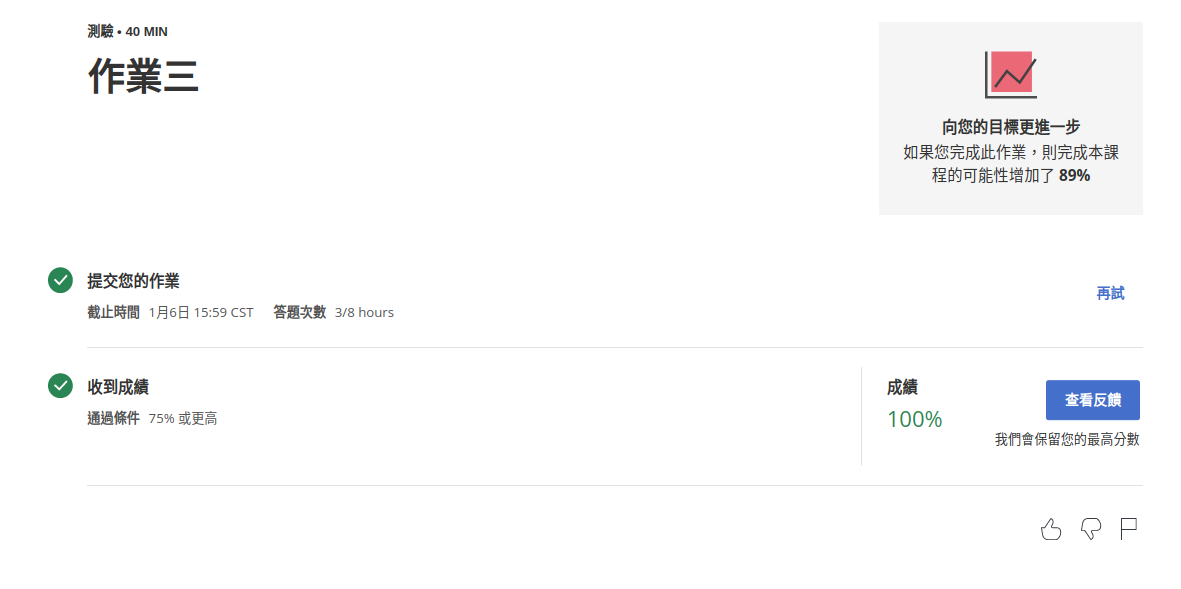 測驗 • 40 MIN
作業三
向您的目標更進一步
如果您完成此作業，則完成本課
程的可能性增加了 89%
提交您的作業
截止時間 1月6日 15:59 CST 答題次數 3/8 hours
再試
收到成績
通過條件 75% 或更高
成績
100%
查看反饋
我們會保留您的最高分數